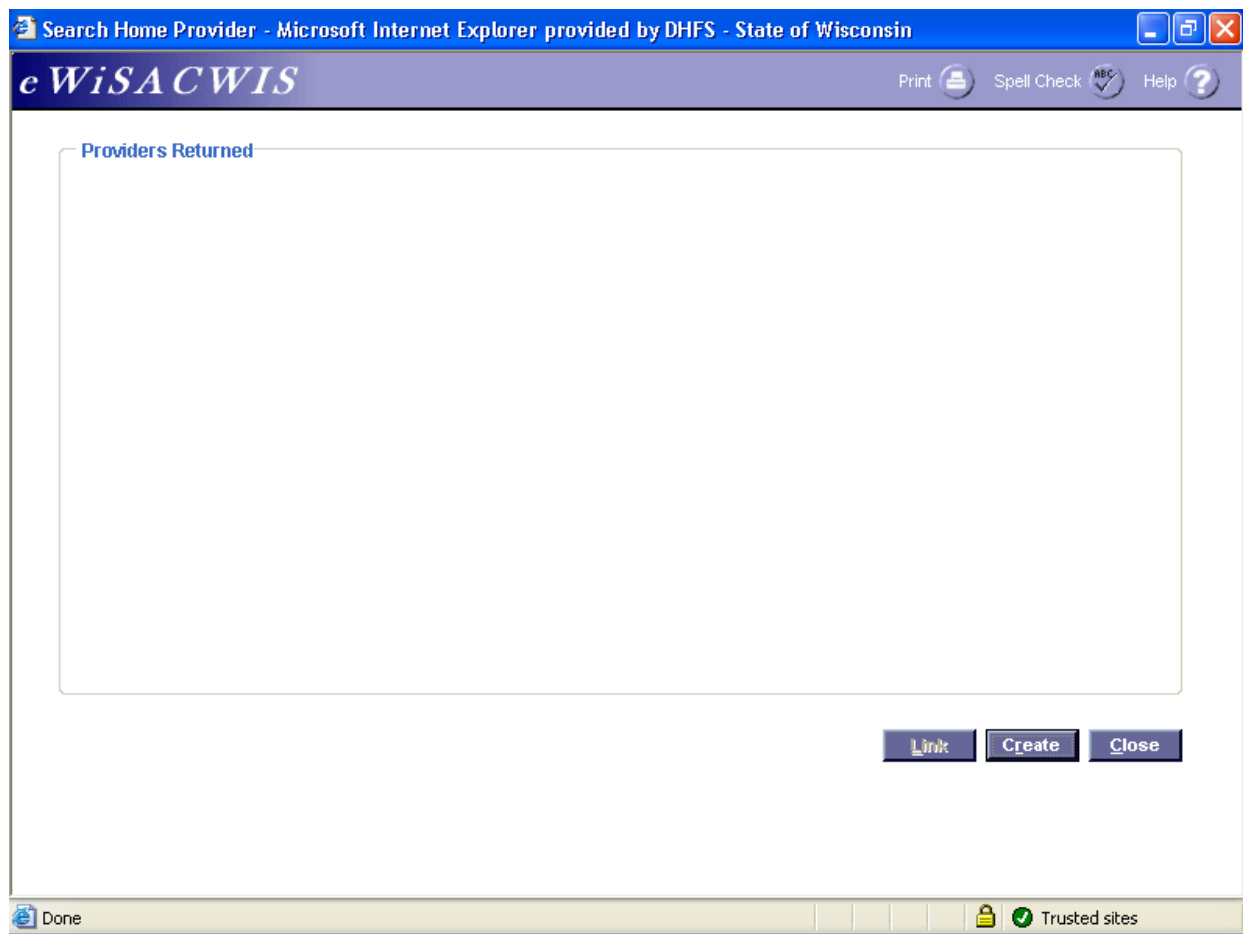 Search Home Provider - Microsoft Internet Explorer provided by DHFS - State of Wisconsin
e WiSACWIS Print Spell Check ABC Help ?
Providers Returned
Link Create Close
Done Trusted sites